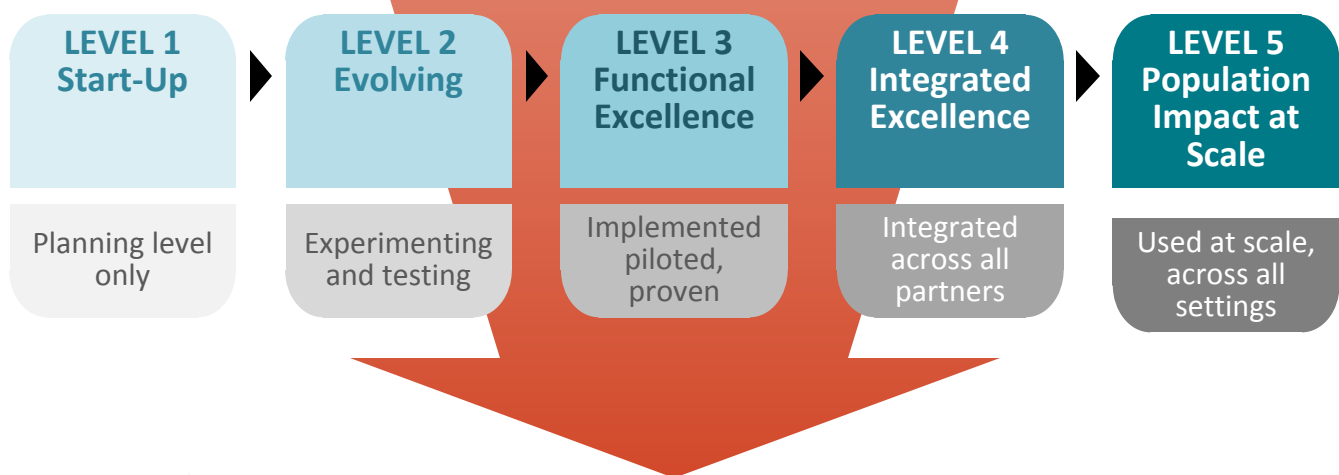 LEVEL 1
Start-Up
LEVEL 2
Evolving
LEVEL 3
Functional
Excellence
LEVEL 4
Integrated
Excellence
LEVEL 5
Population
Impact at
Scale
Planning level
only
Experimenting
and testing
Implemented
piloted,
proven
Integrated
across all
partners
Used at scale,
across all
settings